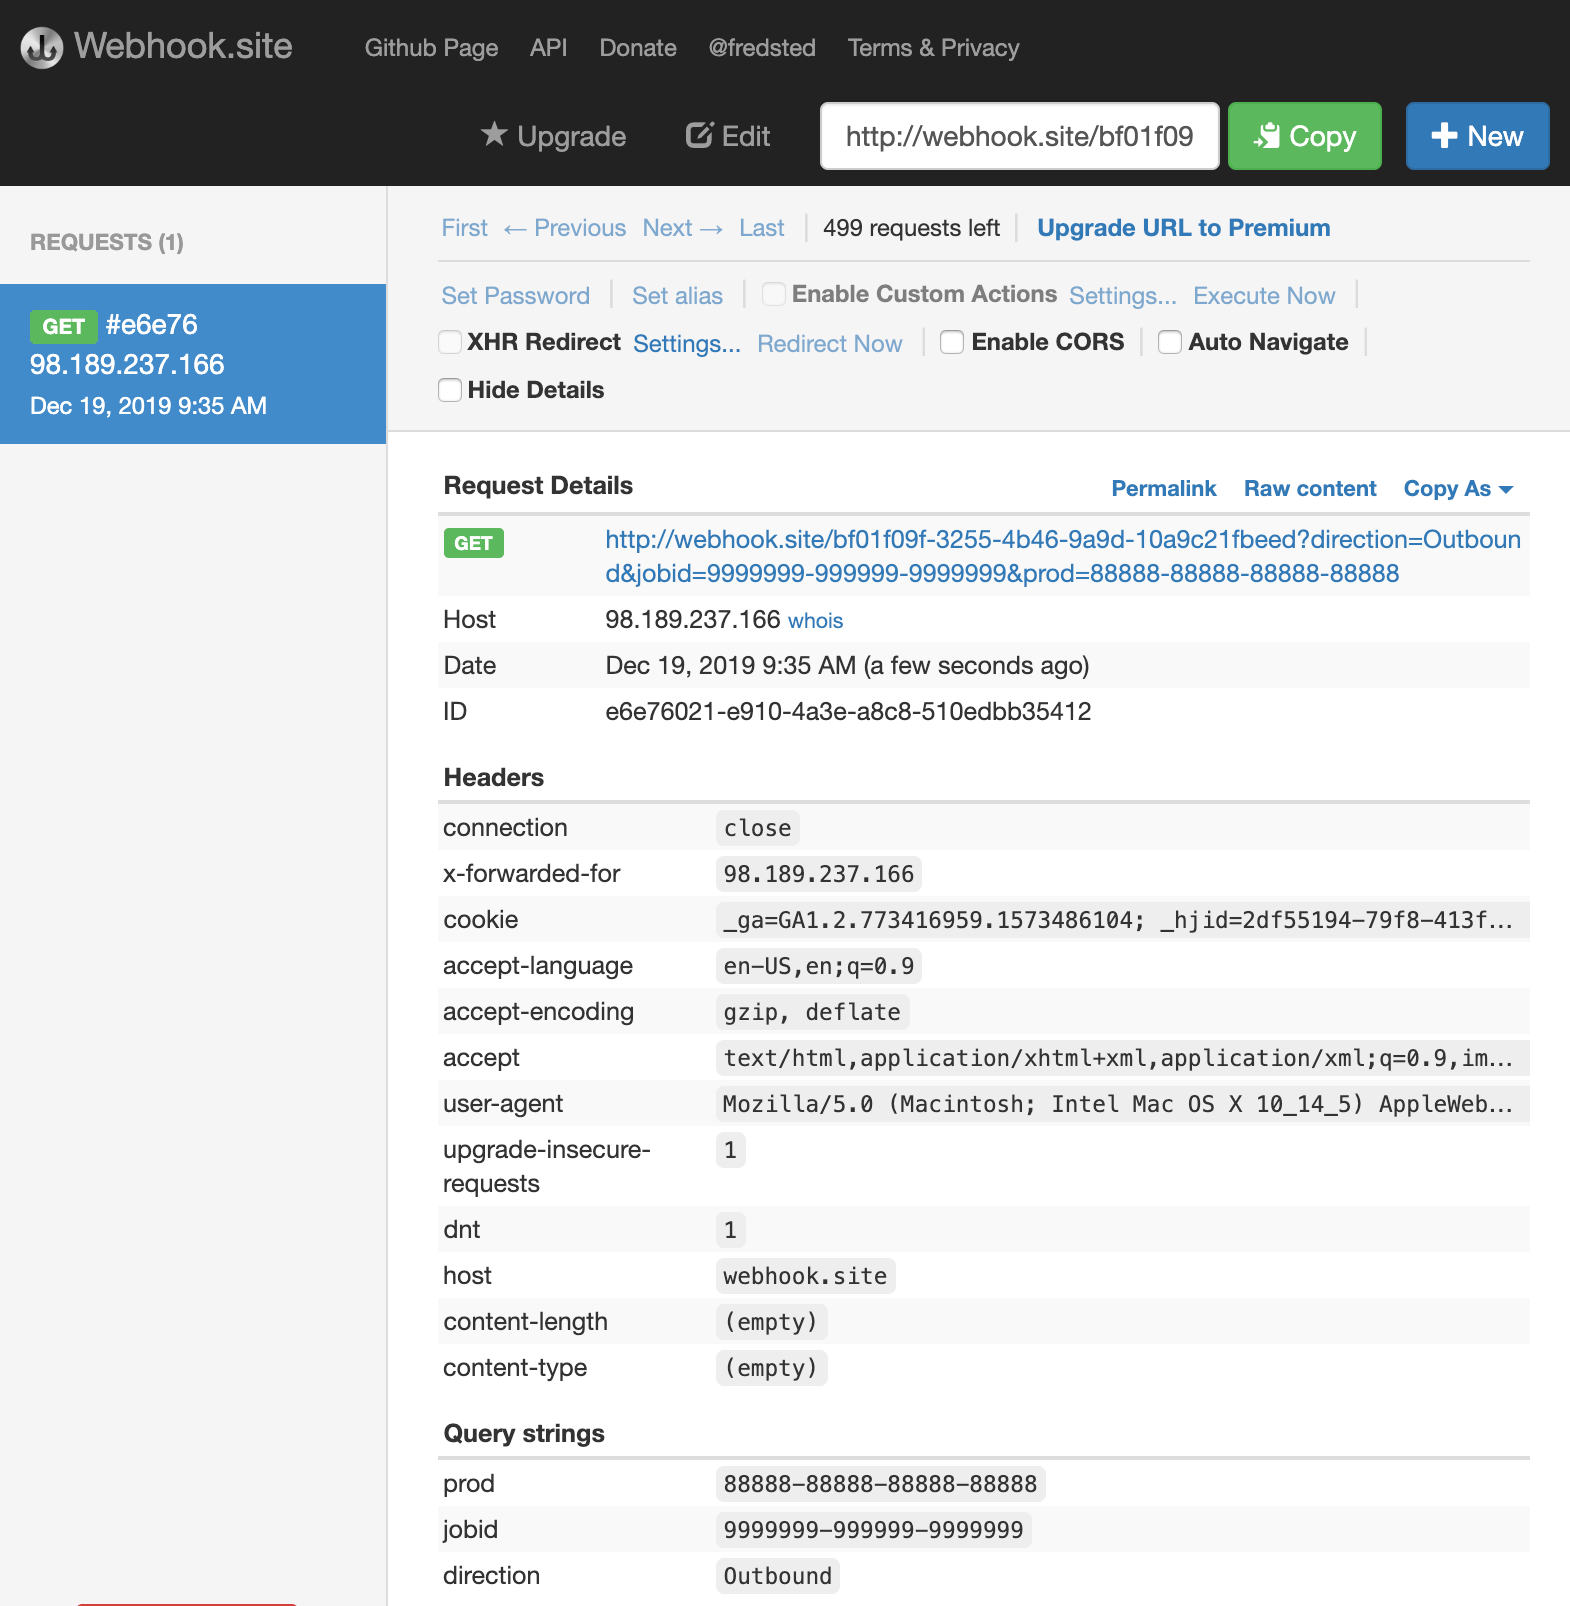 Webhook.site Github Page API Donate @fredsted Terms & Privacy
Upgrade Edit http://webhook.site/bf01f09 Copy New
REQUESTS (1)
GET #e6e76
98.189.237.166
Dec 19, 2019 9:35 AM
First ← Previous Next → Last 499 requests left Upgrade URL to Premium
Set Password Set alias Enable Custom Actions Settings... Execute Now
XHR Redirect Settings... Redirect Now Enable CORS Auto Navigate
Hide Details
Request Details Permalink Raw content Copy As
GET http://webhook.site/bf01f09f-3255-4b46-9a9d-10a9c21fbeed?direction=Outboun
d&jobid=9999999-999999-9999999&prod=88888-88888-88888-88888
Host 98.189.237.166 whois
Date Dec 19, 2019 9:35 AM (a few seconds ago)
ID e6e76021-e910-4a3e-a8c8-510edbb35412
Headers
connection close
x-forwarded-for 98.189.237.166
cookie _ga=GA1.2.773416959.1573486104; _hjid=2df55194-79f8-413f...
accept-language en-US,en;q=0.9
accept-encoding gzip, deflate
accept text/html,application/xhtml+xml,application/xml;q=0.9,im...
user-agent Mozilla/5.0 (Macintosh; Intel Mac OS X 10_14_5) AppleWeb...
upgrade-insecure- 1
requests
dnt 1
host webhook.site
content-length (empty)
content-type (empty)
Query strings
prod 88888-88888-88888-88888
jobid 9999999-999999-9999999
direction Outbound